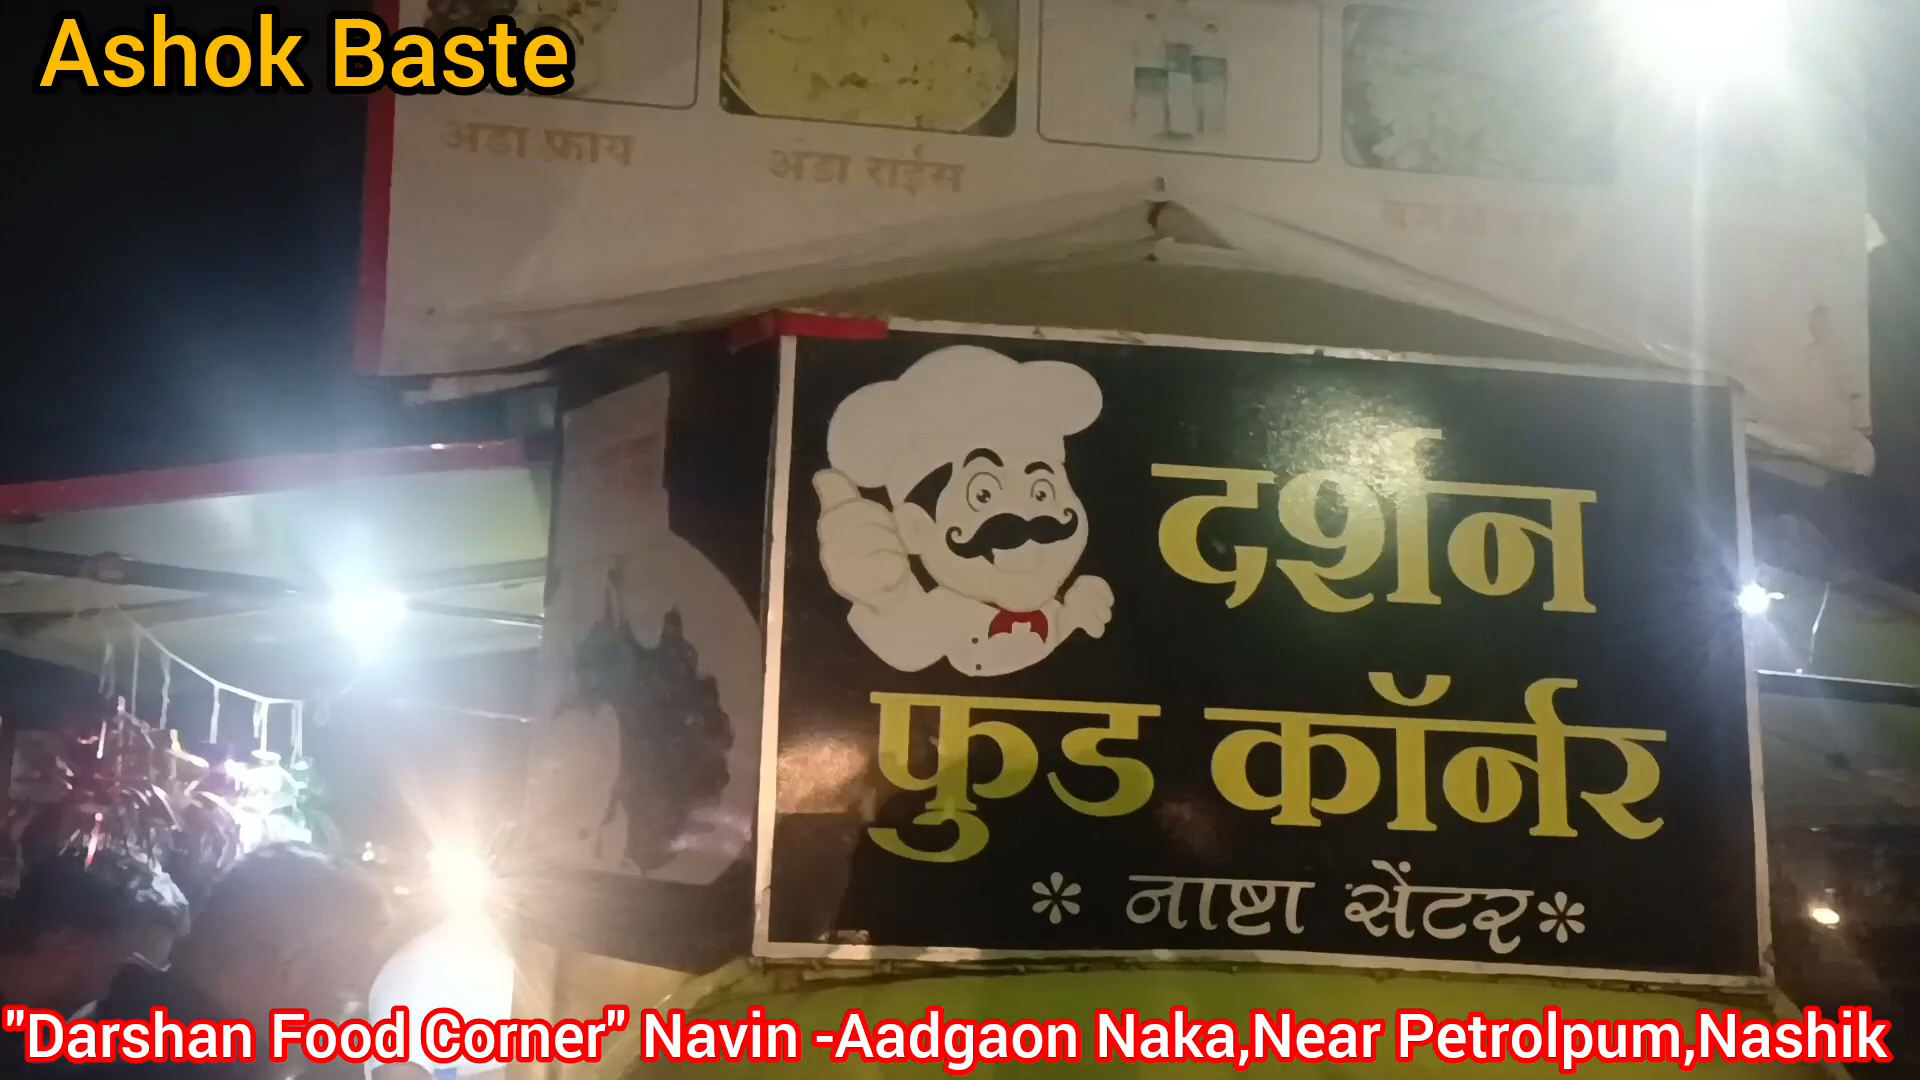 Ashok Baste
अंडा फ्राय
अंडा राईस
दर्शन
फुड कॉर्नर
* नाष्टा सेंटर *
"Darshan Food Corner" Navin -Aadgaon Naka,Near Petrolpum,Nashik